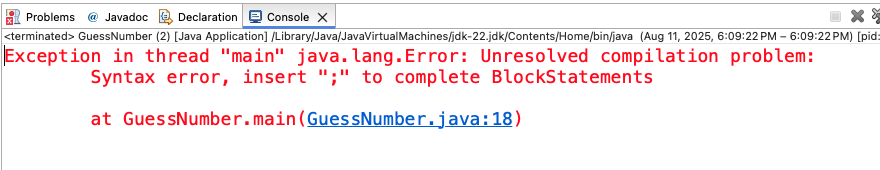 Problems @ Javadoc Declaration Console
<terminated> GuessNumber (2) [Java Application] /Library/Java/JavaVirtualMachines/jdk-22.jdk/Contents/Home/bin/java (Aug 11, 2025, 6:09:22 PM – 6:09:22 PM) [pid:
Exception in thread "main" java.lang.Error: Unresolved compilation problem:
Syntax error, insert ";" to complete BlockStatements
at GuessNumber.main(GuessNumber.java:18)